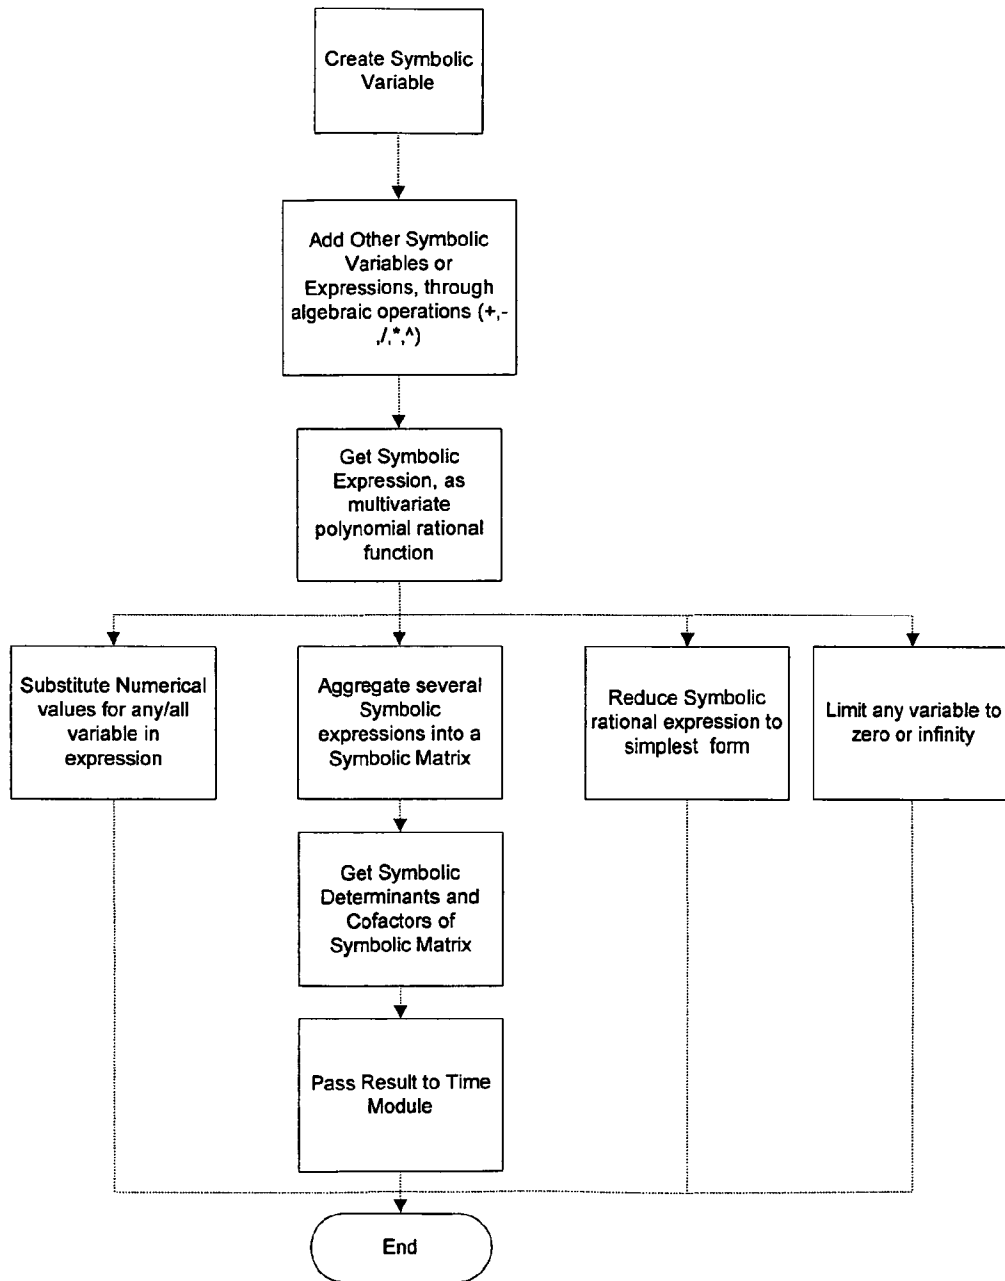 Create Symbolic
Variable
Add Other Symbolic
Variables or
Expressions, through
algebraic operations (+,-
,/,*,^)
Get Symbolic
Expression, as
multivariate
polynomial rational
function
Substitute Numerical
values for any/all
variable in
expression
Aggregate several
Symbolic
expressions into a
Symbolic Matrix
Reduce Symbolic
rational expression to
simplest form
Limit any variable to
zero or infinity
Get Symbolic
Determinants and
Cofactors of
Symbolic Matrix
Pass Result to Time
Module
End